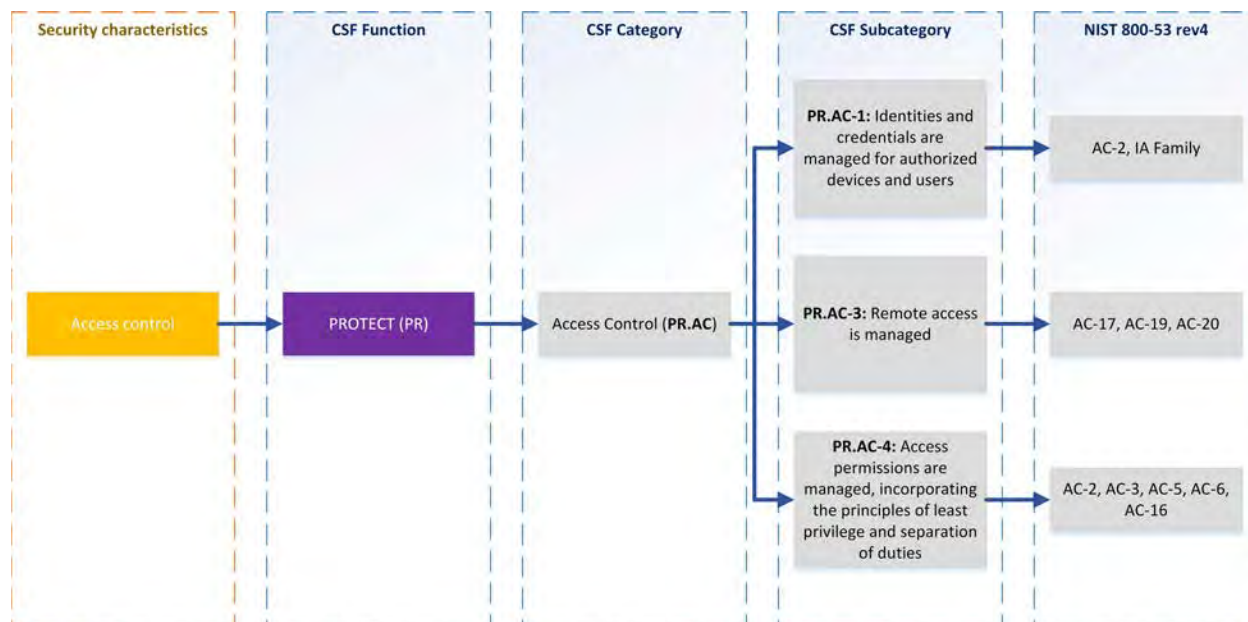 Security characteristics
CSF Function
CSF Category
CSF Subcategory
NIST 800-53 rev4
PR.AC-1: Identities and
credentials are
managed for authorized
devices and users
AC-2, IA Family
Access control
PROTECT (PR)
Access Control (PR.AC)
PR.AC-3: Remote access
is managed
AC-17, AC-19, AC-20
PR.AC-4: Access
permissions are
managed, incorporating
the principles of least
privilege and separation
of duties
AC-2, AC-3, AC-5, AC-6,
AC-16